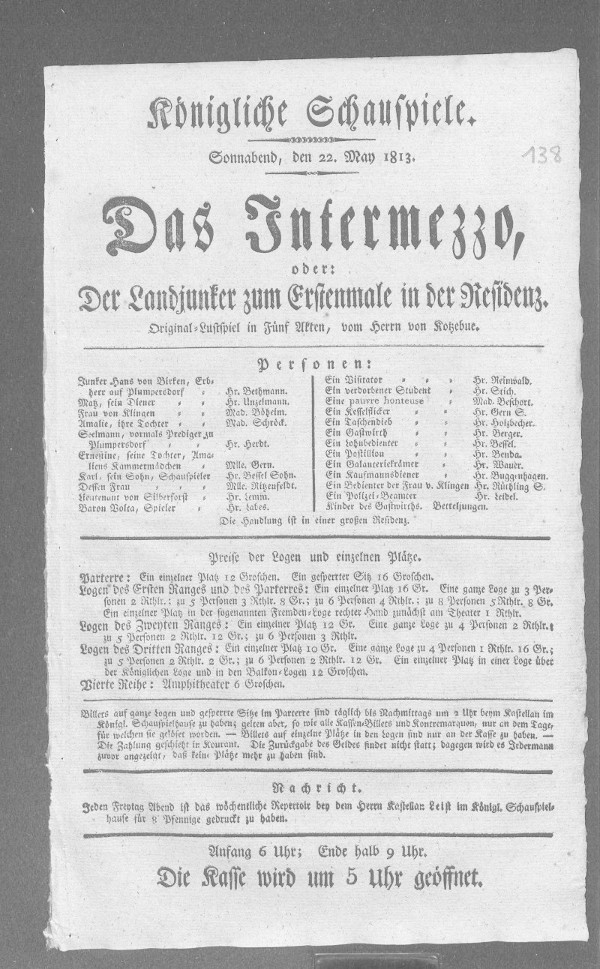 Königliche Schauspiele.
Sonnabend, den 22. May 1813.
138
Das Intermezzo,
oder:
Der Landjunker zum Erstenmale in der Residenz.
Original-Lustspiel in Fünf Akten, vom Herrn von Kotzebue.
Personen:
Junker Hans von Birken, Erb-
herr auf Plumpersdorf " Hr. Bethmann.
Matz, sein Diener " " Hr. Unzelmann.
Frau von Klingen " " Mad. Böheim.
Amalie, ihre Tochter " " Mad. Schröck.
Seelmann, vormals Prediger zu
Plumpersdorf " " Hr. Herdt.
Ernestine, seine Tochter, Ama-
liens Kammermädchen " Mlle. Gern.
Karl, sein Sohn, Schauspieler Hr. Bessel Sohn.
Dessen Frau " " " Mlle. Ritzenfeldt.
Lieutenant von Silberforst " Hr. Lemm.
Baron Volta, Spieler " Hr. Labes.
Ein Visitator " " " Hr. Reinwald.
Ein verdorbener Student " Hr. Stich.
Eine pauvre honteuse " Mad. Beschort.
Ein Kesselflicker " " Hr. Gern S.
Ein Taschendieb " " Hr. Holzbecher.
Ein Gastwirth " " Hr. Berger.
Ein Lohnbedienter " " Hr. Bessel.
Ein Postillion " " Hr. Benda.
Ein Galanteriekrämer " Hr. Wauer.
Ein Kaufmannsdiener " Hr. Buggenhagen.
Ein Bedienter der Frau v. Klingen Hr. Rüthling S.
Ein Polizei-Beamter Hr. Leidel.
Kinder des Gastwirths. Betteljungen.
Die Handlung ist in einer großen Residenz.
Preise der Logen und einzelnen Plätze.
Parterre: Ein einzelner Platz 12 Groschen. Ein gesperrter Sitz 16 Groschen.
Logen des Ersten Ranges und des Parterres: Ein einzelner Platz 16 Gr. Eine ganze Loge zu 3 Per-
sonen 2 Rthlr.; zu 5 Personen 3 Rthlr. 8 Gr.; zu 6 Personen 4 Rthlr.; zu 8 Personen 5 Rthlr. 8 Gr.
Ein einzelner Platz in der sogenannten Fremden-Loge rechter Hand zunächst am Theater 1 Rthlr.
Logen des Zweyten Ranges: Ein einzelner Platz 12 Gr. Eine ganze Loge zu 4 Personen 2 Rthlr.;
zu 5 Personen 2 Rthlr. 12 Gr.; zu 6 Personen 3 Rthlr.
Logen des Dritten Ranges: Ein einzelner Platz 10 Gr. Eine ganze Loge zu 4 Personen 1 Rthlr. 16 Gr.;
zu 5 Personen 2 Rthlr. 2 Gr.; zu 6 Personen 2 Rthlr. 12 Gr. Ein einzelner Platz in einer Loge über
der Königlichen Loge und in den Balkon-Logen 12 Groschen.
Vierte Reihe: Amphitheater 6 Groschen.
Billets auf ganze Logen und gesperrte Sitze im Parterre sind täglich bis Nachmittags um 2 Uhr beym Kastellan im
Königl. Schauspielhause zu haben; gelten aber, so wie alle Kassen-Billets und Kontremarquen, nur an dem Tage,
für welchen sie gelöset worden. — Billets auf einzelne Plätze in den Logen sind nur an der Kasse zu haben. —
Die Zahlung geschieht in Kourant. Die Zurückgabe des Geldes findet nicht statt; dagegen wird es Jedermann
zuvor angezeigt, daß keine Plätze mehr zu haben sind.
Nachricht.
Jeden Freytag Abend ist das wöchentliche Repertoir bey dem Herrn Kastellan Leist im Königl. Schauspiel-
hause für 8 Pfennige gedruckt zu haben.
Anfang 6 Uhr; Ende halb 9 Uhr.
Die Kasse wird um 5 Uhr geöffnet.